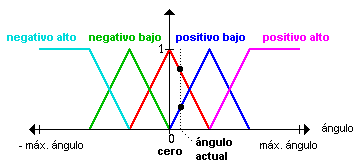 negativo alto negativo bajo positivo bajo positivo alto
1
ángulo
0
- máx. ángulo cero ángulo actual máx. ángulo